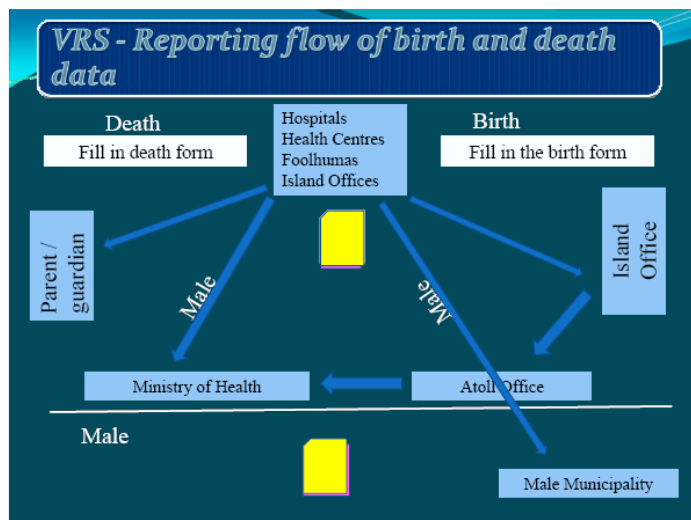 VRS - Reporting flow of birth and death
data
Death
Fill in death form
Hospitals
Health Centres
Foolhumas
Island Offices
Birth
Fill in the birth form
Parent /
guardian
Island
Office
Male
Male
Ministry of Health
Atoll Office
Male
Male Municipality